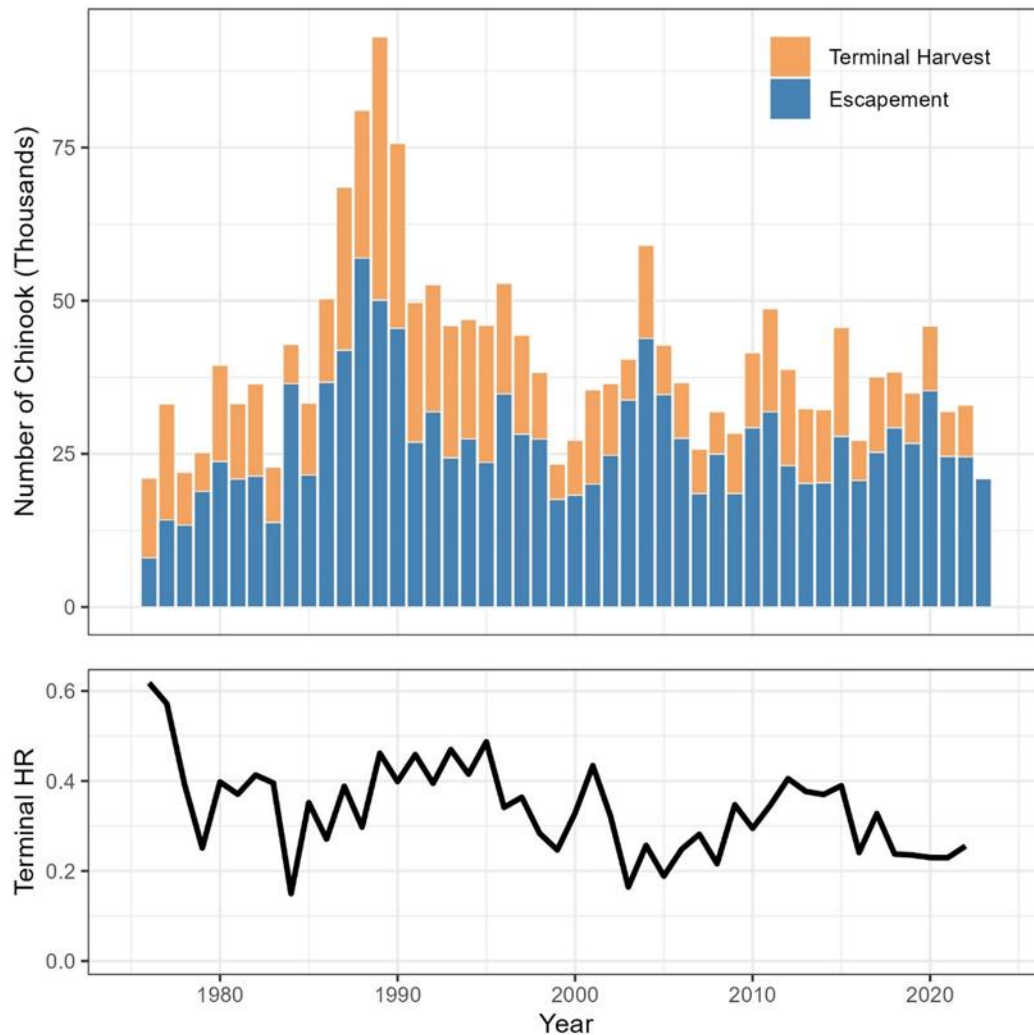 Terminal Harvest
Escapement
Number of Chinook (Thousands)
75
50
25
0
Terminal HR
0.6
0.4
0.2
0.0
1980 1990 2000 2010 2020
Year